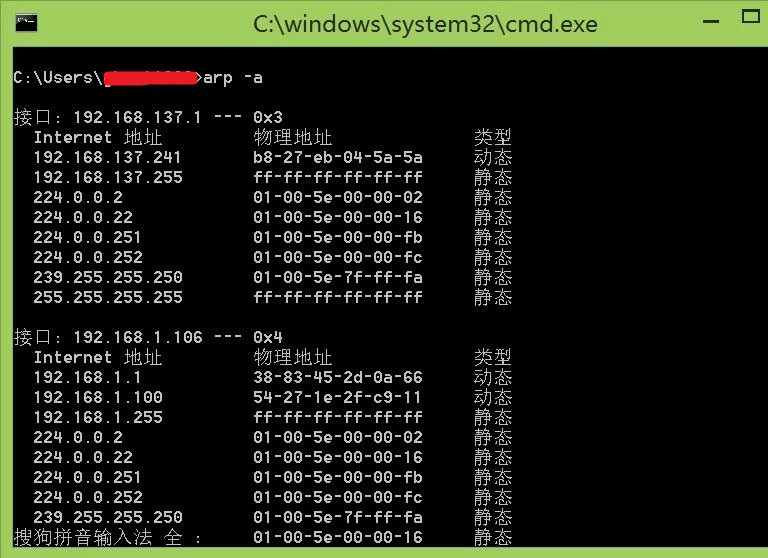 C:\windows\system32\cmd.exe
C:\Users\ >arp -a
接口: 192.168.137.1 --- 0x3
Internet 地址 物理地址 类型
192.168.137.241 b8-27-eb-04-5a-5a 动态
192.168.137.255 ff-ff-ff-ff-ff-ff 静态
224.0.0.2 01-00-5e-00-00-02 静态
224.0.0.22 01-00-5e-00-00-16 静态
224.0.0.251 01-00-5e-00-00-fb 静态
224.0.0.252 01-00-5e-00-00-fc 静态
239.255.255.250 01-00-5e-7f-ff-fa 静态
255.255.255.255 ff-ff-ff-ff-ff-ff 静态
接口: 192.168.1.106 --- 0x4
Internet 地址 物理地址 类型
192.168.1.1 38-83-45-2d-0a-66 动态
192.168.1.100 54-27-1e-2f-c9-11 动态
192.168.1.255 ff-ff-ff-ff-ff-ff 静态
224.0.0.2 01-00-5e-00-00-02 静态
224.0.0.22 01-00-5e-00-00-16 静态
224.0.0.251 01-00-5e-00-00-fb 静态
224.0.0.252 01-00-5e-00-00-fc 静态
239.255.255.250 01-00-5e-7f-ff-fa 静态
搜狗拼音输入法 全 : 01-00-5e-00-00-16 静态